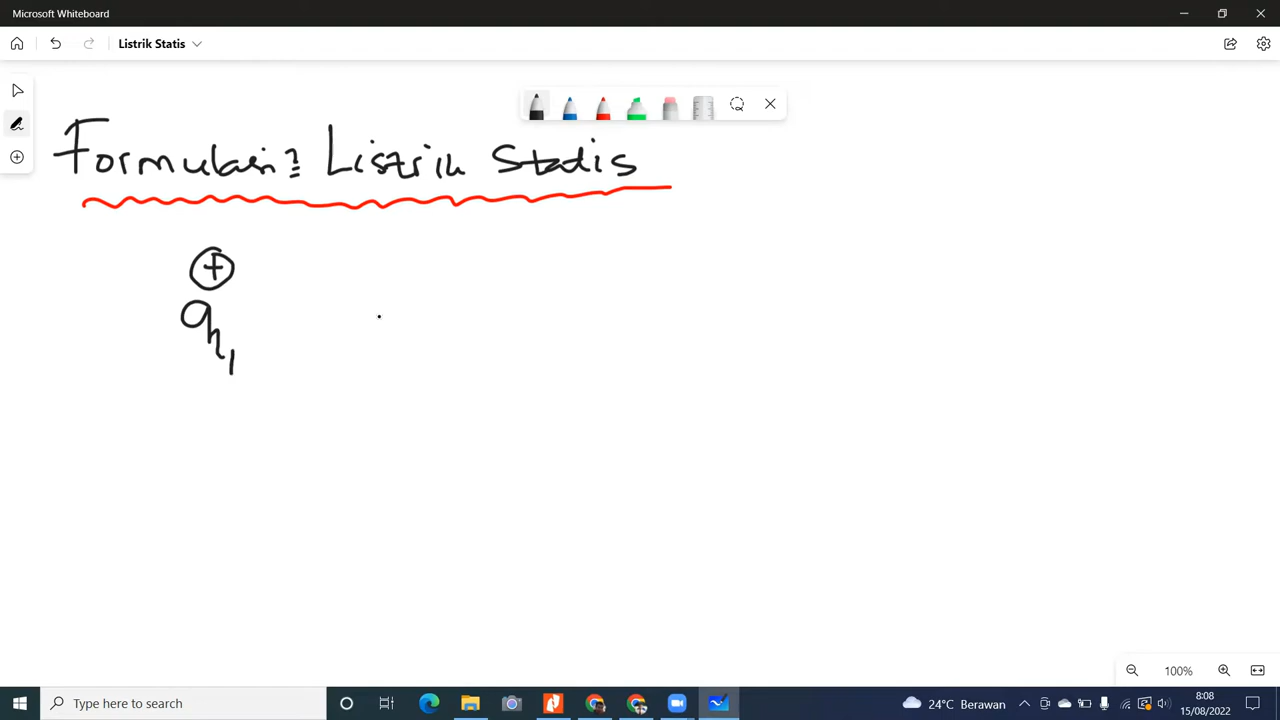 Microsoft Whiteboard
Listrik Statis
Formulasi² Listrik Statis
+
q1
100%
Type here to search
24°C Berawan
8:08
15/08/2022